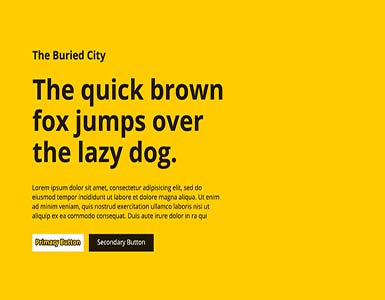 The Buried City
The quick brown
fox jumps over
the lazy dog.
Lorem ipsum dolor sit amet, consectetur adipisicing elit, sed do
eiusmod tempor incididunt ut labore et dolore magna aliqua. Ut enim
ad minim veniam, quis nostrud exercitation ullamco laboris nisi ut
aliquip ex ea commodo consequat. Duis aute irure dolor in ra qui
Primacy Button Secondary Button